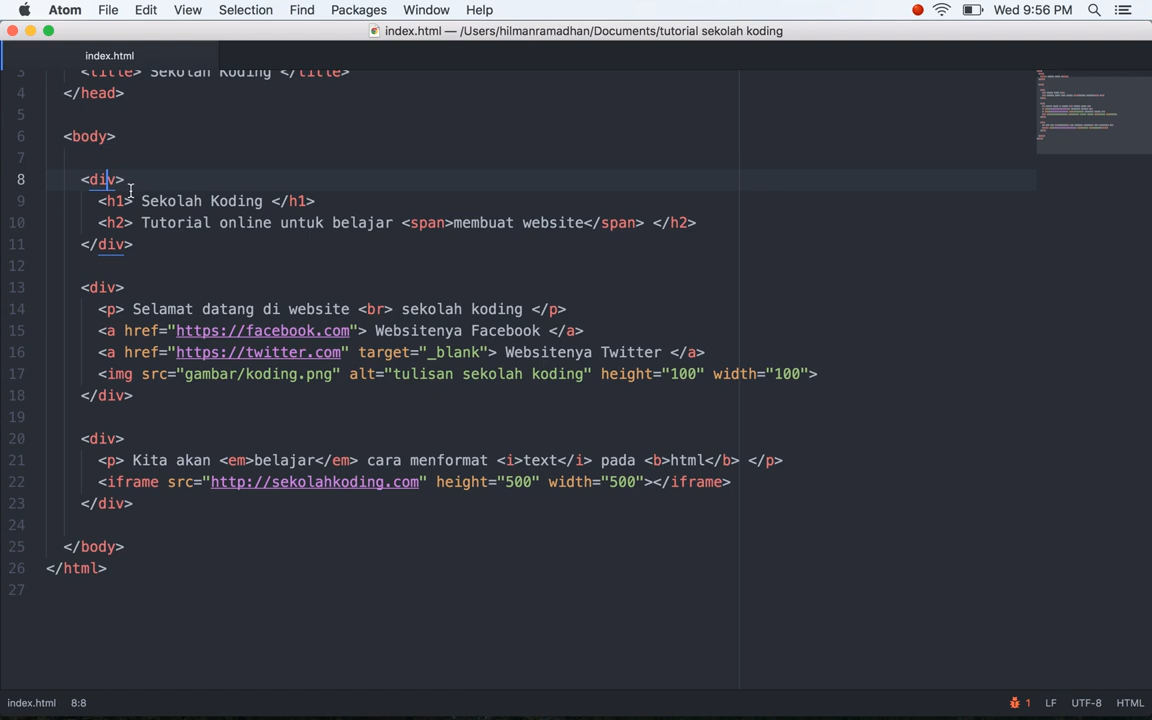 Atom File Edit View Selection Find Packages Window Help Wed 9:56 PM
index.html — /Users/hilmanramadhan/Documents/tutorial sekolah koding
index.html
3 <title> Sekolah Koding </title>
4 </head>
5
6 <body>
7
8 <div>
9 <h1> Sekolah Koding </h1>
10 <h2> Tutorial online untuk belajar <span>membuat website</span> </h2>
11 </div>
12
13 <div>
14 <p> Selamat datang di website <br> sekolah koding </p>
15 <a href="https://facebook.com"> Websitenya Facebook </a>
16 <a href="https://twitter.com" target="_blank"> Websitenya Twitter </a>
17 <img src="gambar/koding.png" alt="tulisan sekolah koding" height="100" width="100">
18 </div>
19
20 <div>
21 <p> Kita akan <em>belajar</em> cara menformat <i>text</i> pada <b>html</b> </p>
22 <iframe src="http://sekolahkoding.com" height="500" width="500"></iframe>
23 </div>
24
25 </body>
26 </html>
27
index.html 8:8 1 LF UTF-8 HTML